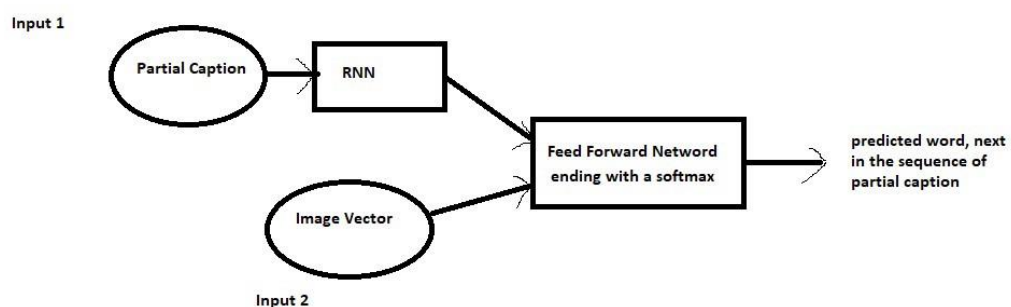 Input 1
Partial Caption
RNN
Feed Forward Netword
ending with a softmax
predicted word, next
in the sequence of
partial caption
Image Vector
Input 2